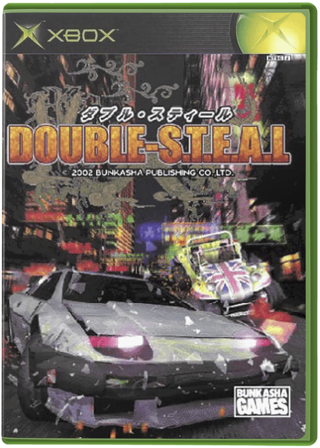 XBOX
ダブル・スティール
DOUBLE-S.T.E.A.L
© 2002 BUNKASHA PUBLISHING CO.,LTD.
BUNKASHA
GAMES